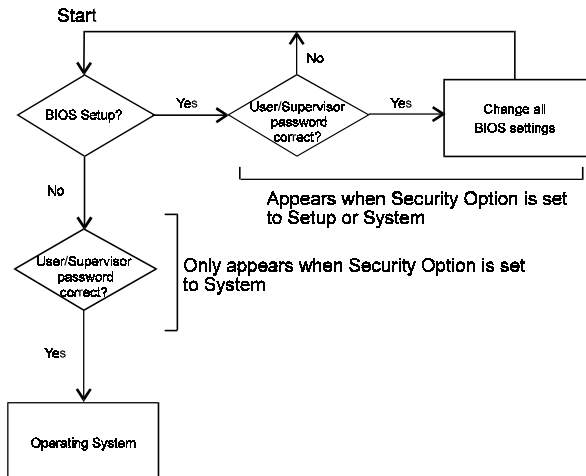 Start
No
BIOS Setup?
Yes
User/Supervisor
password
correct?
Yes
Change all
BIOS settings
No
Appears when Security Option is set
to Setup or System
User/Supervisor
password
correct?
Only appears when Security Option is set
to System
Yes
Operating System